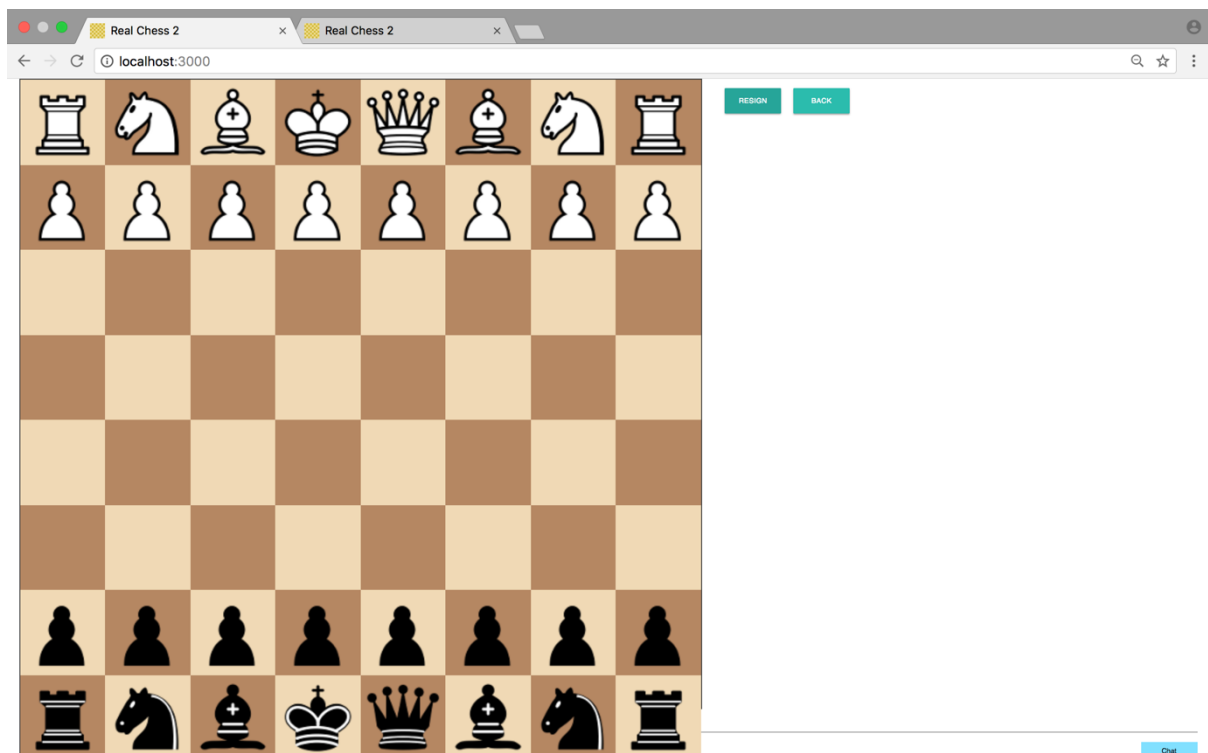 Real Chess 2
Real Chess 2
localhost:3000
RESIGN
BACK
Chat